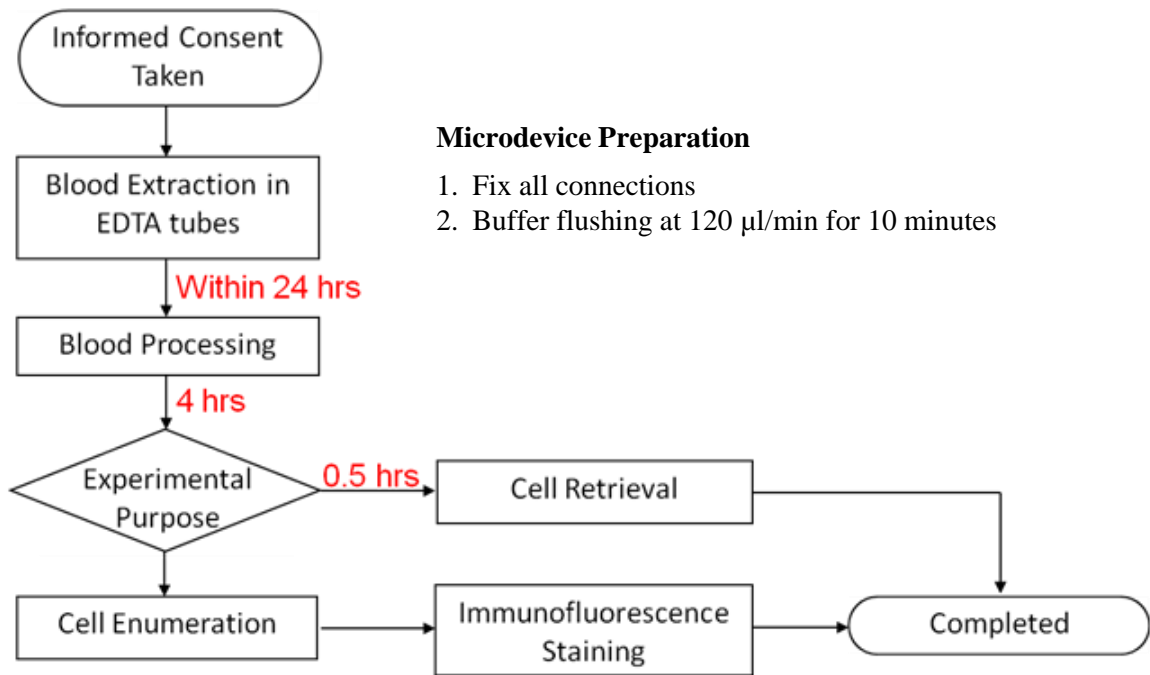 Informed Consent
Taken
Microdevice Preparation
1. Fix all connections
2. Buffer flushing at 120 µl/min for 10 minutes
Blood Extraction in
EDTA tubes
Within 24 hrs
Blood Processing
4 hrs
Experimental
Purpose
0.5 hrs
Cell Retrieval
Cell Enumeration
Immunofluorescence
Staining
Completed